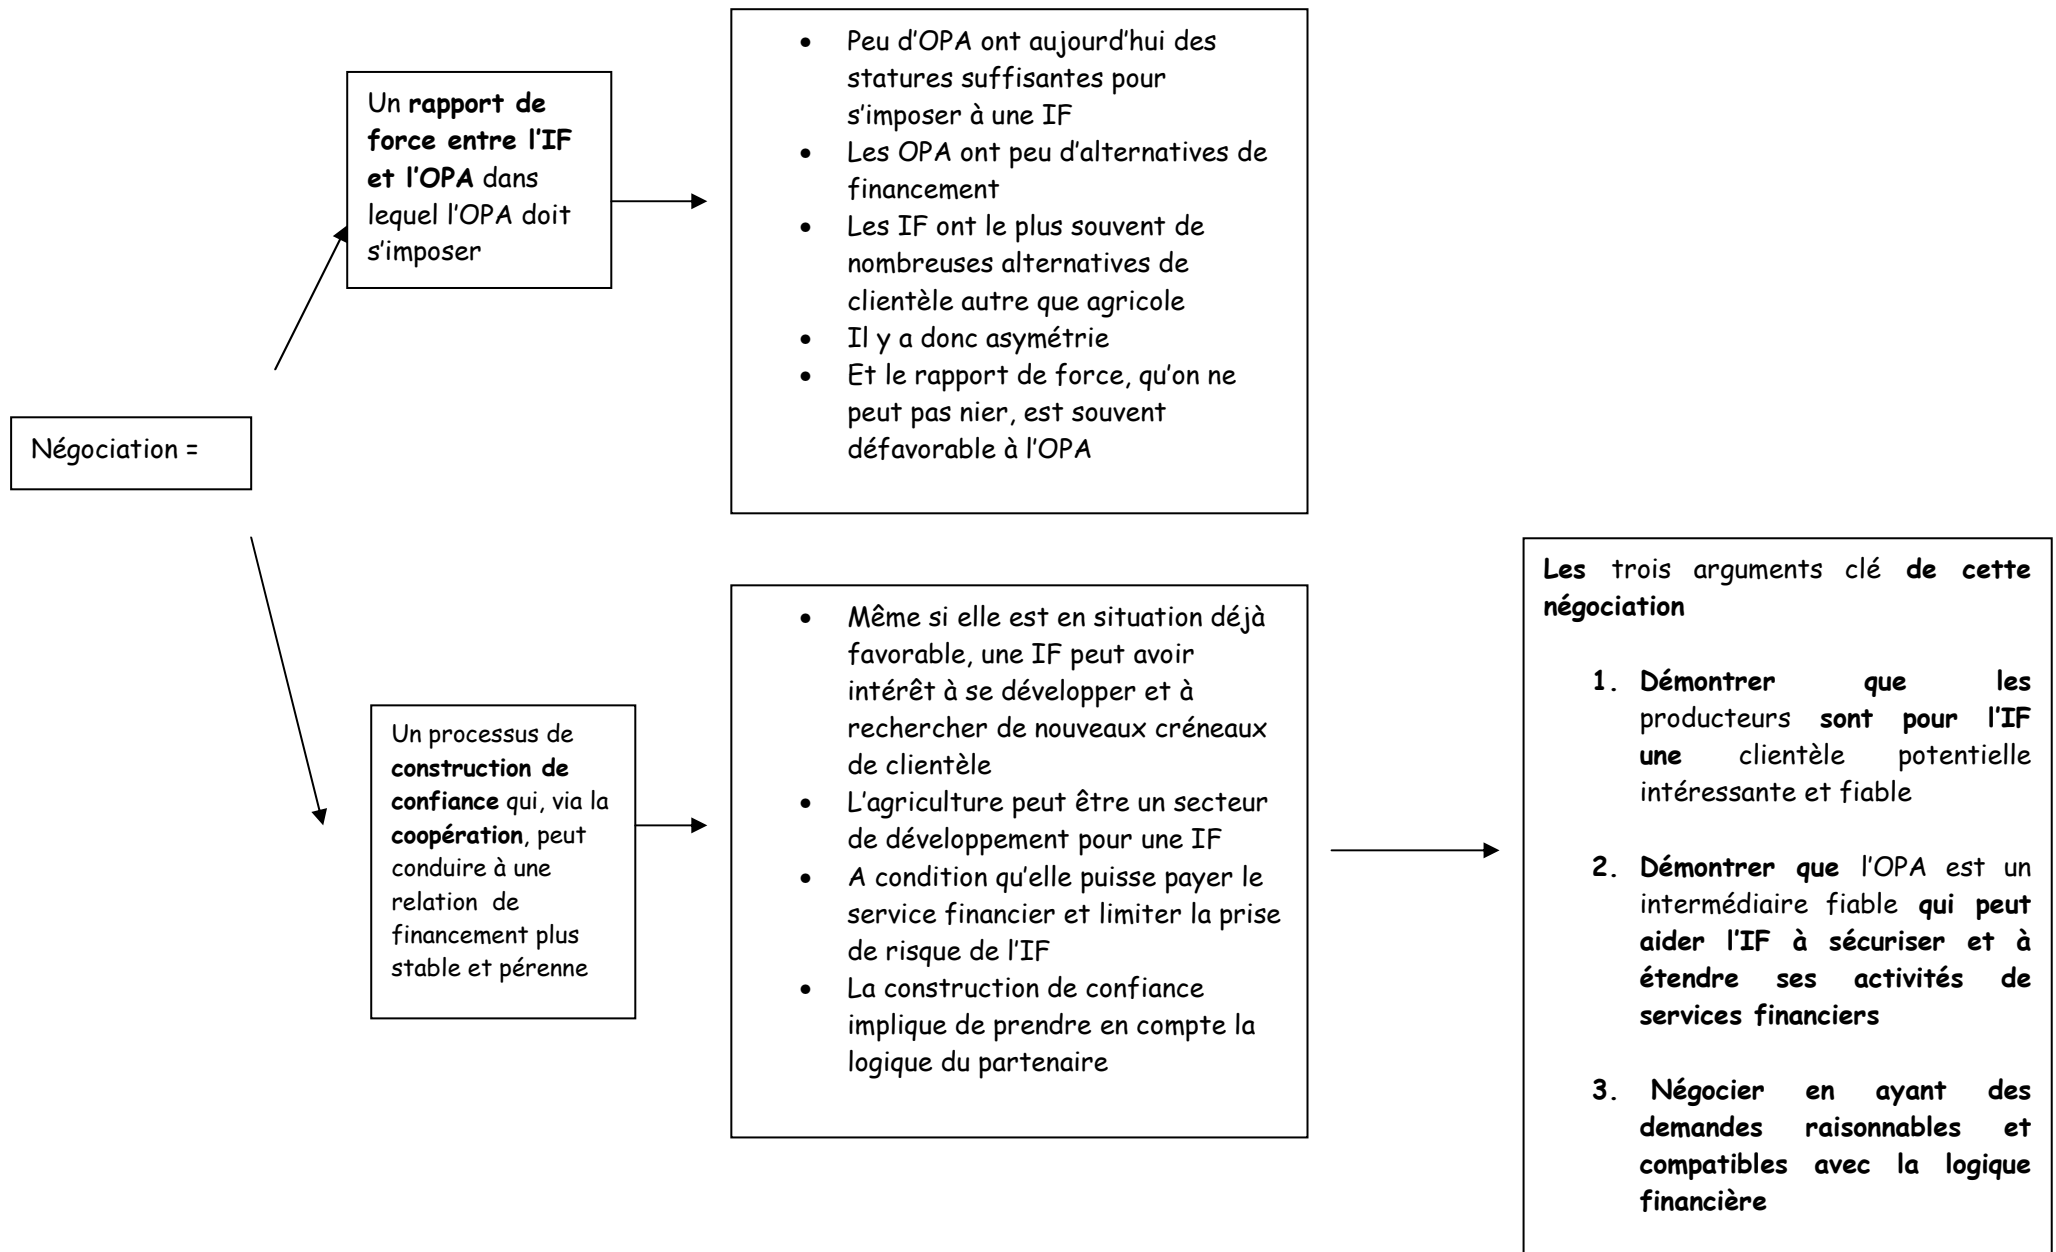 Négociation =
Un rapport de
force entre l'IF
et l'OPA dans
lequel l'OPA doit
s'imposer
• Peu d'OPA ont aujourd'hui des
statures suffisantes pour
s'imposer à une IF
• Les OPA ont peu d'alternatives de
financement
• Les IF ont le plus souvent de
nombreuses alternatives de
clientèle autre que agricole
• Il y a donc asymétrie
• Et le rapport de force, qu'on ne
peut pas nier, est souvent
défavorable à l'OPA
Un processus de
construction de
confiance qui, via la
coopération, peut
conduire à une
relation de
financement plus
stable et pérenne
• Même si elle est en situation déjà
favorable, une IF peut avoir
intérêt à se développer et à
rechercher de nouveaux créneaux
de clientèle
• L'agriculture peut être un secteur
de développement pour une IF
• A condition qu'elle puisse payer le
service financier et limiter la prise
de risque de l'IF
• La construction de confiance
implique de prendre en compte la
logique du partenaire
Les trois arguments clé de cette
négociation
1. Démontrer que les
producteurs sont pour l'IF
une clientèle potentielle
intéressante et fiable
2. Démontrer que l'OPA est un
intermédiaire fiable qui peut
aider l'IF à sécuriser et à
étendre ses activités de
services financiers
3. Négocier en ayant des
demandes raisonnables et
compatibles avec la logique
financière